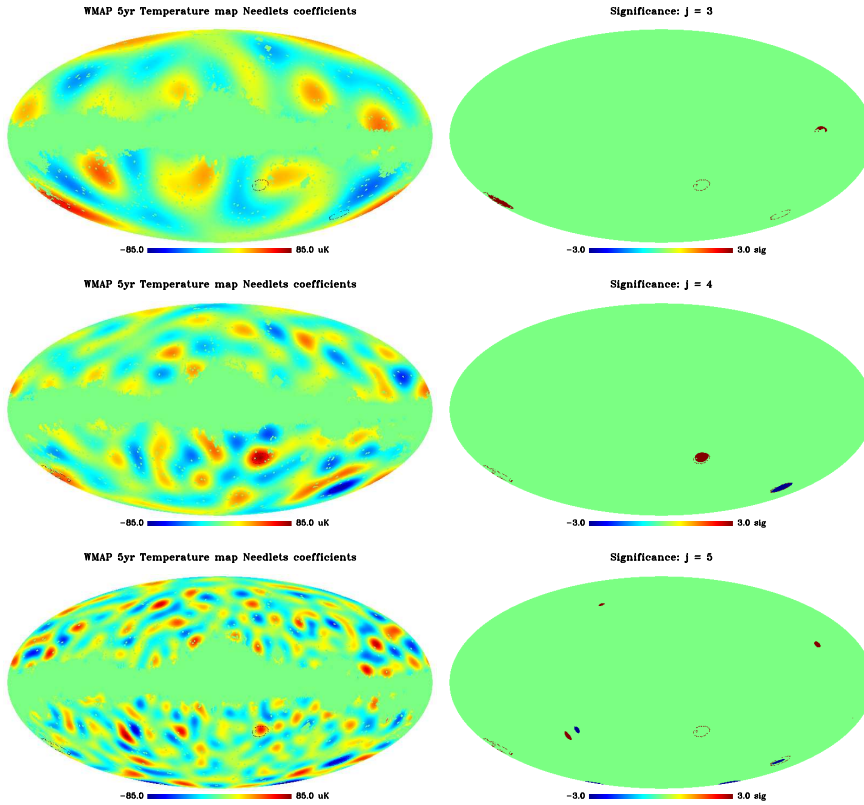 WMAP 5yr Temperature map Needlets coefficients
Significance: j = 3
-85.0 85.0 uK
-3.0 3.0 sig
WMAP 5yr Temperature map Needlets coefficients
Significance: j = 4
-85.0 85.0 uK
-3.0 3.0 sig
WMAP 5yr Temperature map Needlets coefficients
Significance: j = 5
-85.0 85.0 uK
-3.0 3.0 sig